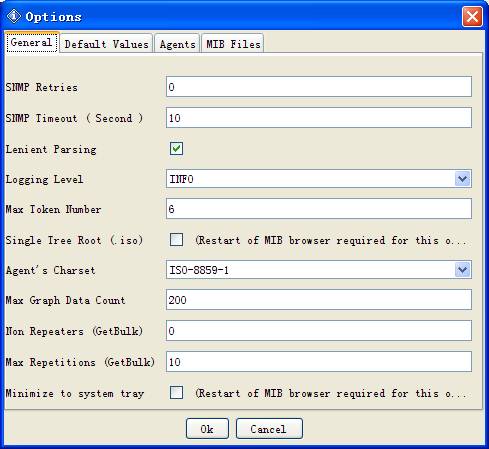 Options
General Default Values Agents MIB Files
SNMP Retries 0
SNMP Timeout ( Second ) 10
Lenient Parsing
Logging Level INFO
Max Token Number 6
Single Tree Root (.iso) (Restart of MIB browser required for this o...
Agent's Charset ISO-8859-1
Max Graph Data Count 200
Non Repeaters (GetBulk) 0
Max Repetitions (GetBulk) 10
Minimize to system tray (Restart of MIB browser required for this o...
Ok Cancel